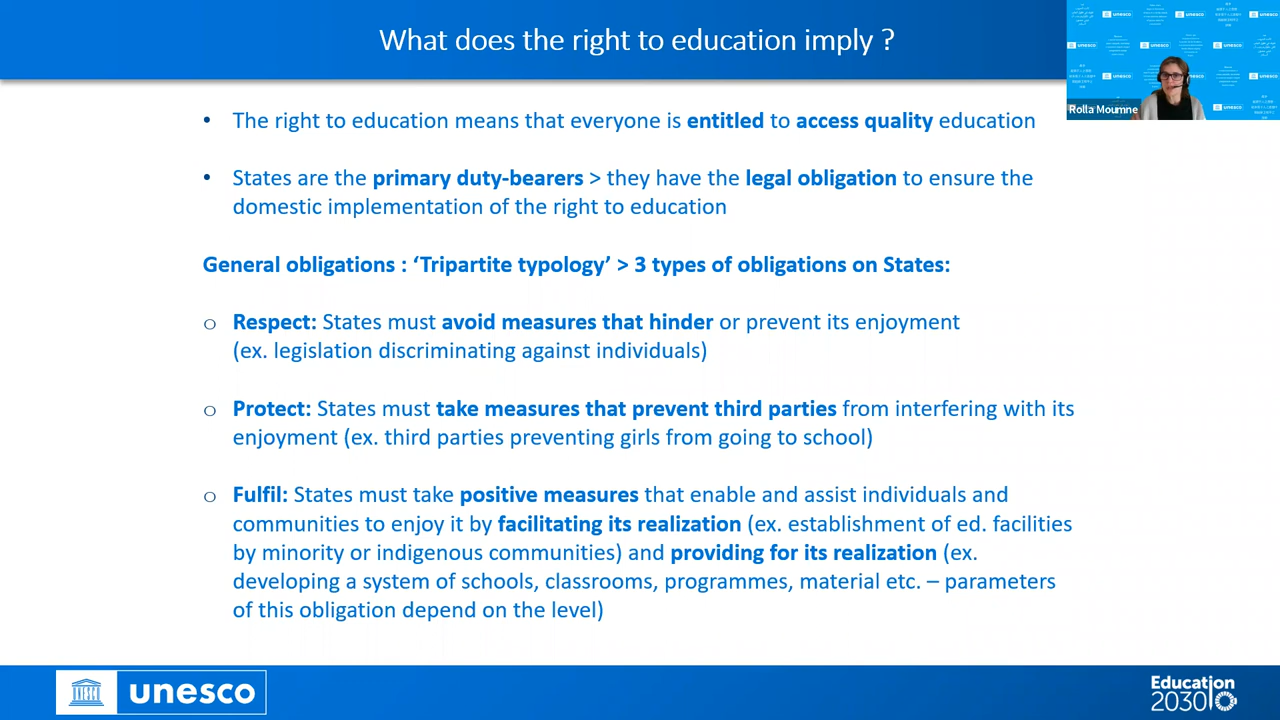 What does the right to education imply ?
Rolla Moumne
• The right to education means that everyone is entitled to access quality education
• States are the primary duty-bearers > they have the legal obligation to ensure the
domestic implementation of the right to education
General obligations : ‘Tripartite typology’ > 3 types of obligations on States:
o Respect: States must avoid measures that hinder or prevent its enjoyment
(ex. legislation discriminating against individuals)
o Protect: States must take measures that prevent third parties from interfering with its
enjoyment (ex. third parties preventing girls from going to school)
o Fulfil: States must take positive measures that enable and assist individuals and
communities to enjoy it by facilitating its realization (ex. establishment of ed. facilities
by minority or indigenous communities) and providing for its realization (ex.
developing a system of schools, classrooms, programmes, material etc. – parameters
of this obligation depend on the level)
unesco
Education
2030